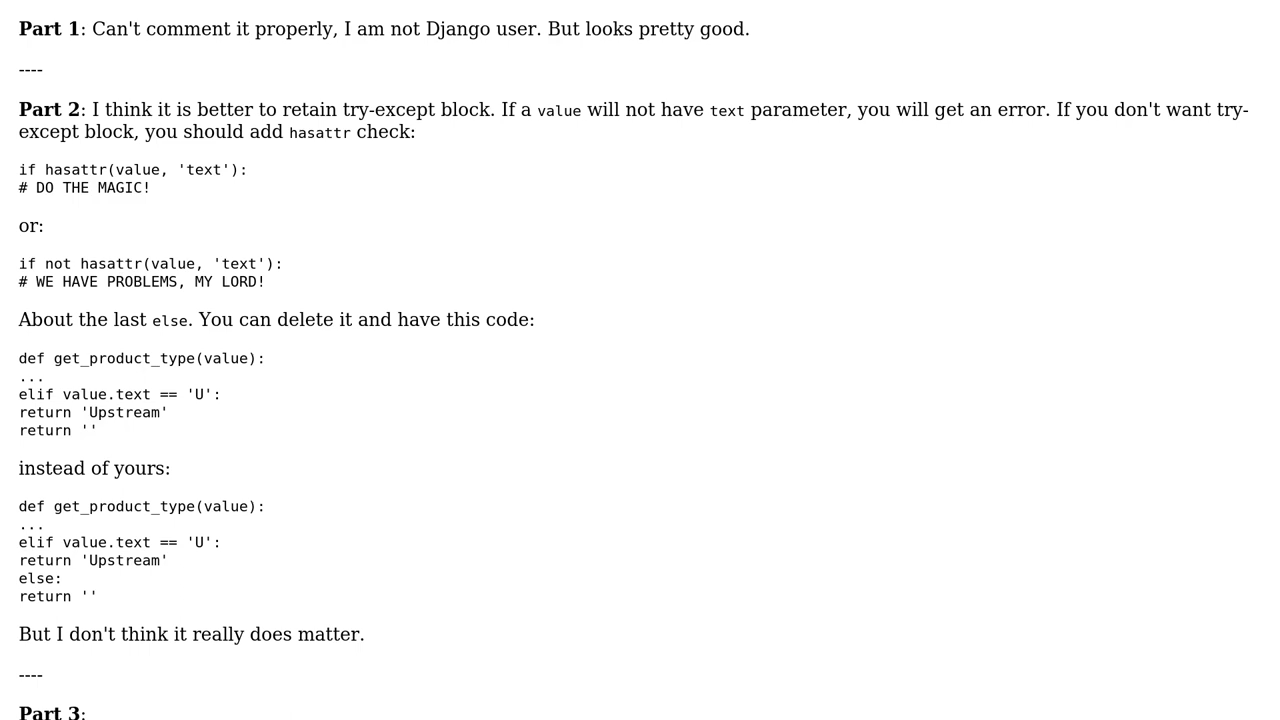 Part 1: Can't comment it properly, I am not Django user. But looks pretty good.
----
Part 2: I think it is better to retain try-except block. If a value will not have text parameter, you will get an error. If you don't want try-
except block, you should add hasattr check:
if hasattr(value, 'text'):
# DO THE MAGIC!
or:
if not hasattr(value, 'text'):
# WE HAVE PROBLEMS, MY LORD!
About the last else. You can delete it and have this code:
def get_product_type(value):
...
elif value.text == 'U':
return 'Upstream'
return ''
instead of yours:
def get_product_type(value):
...
elif value.text == 'U':
return 'Upstream'
else:
return ''
But I don't think it really does matter.
----
Part 3: